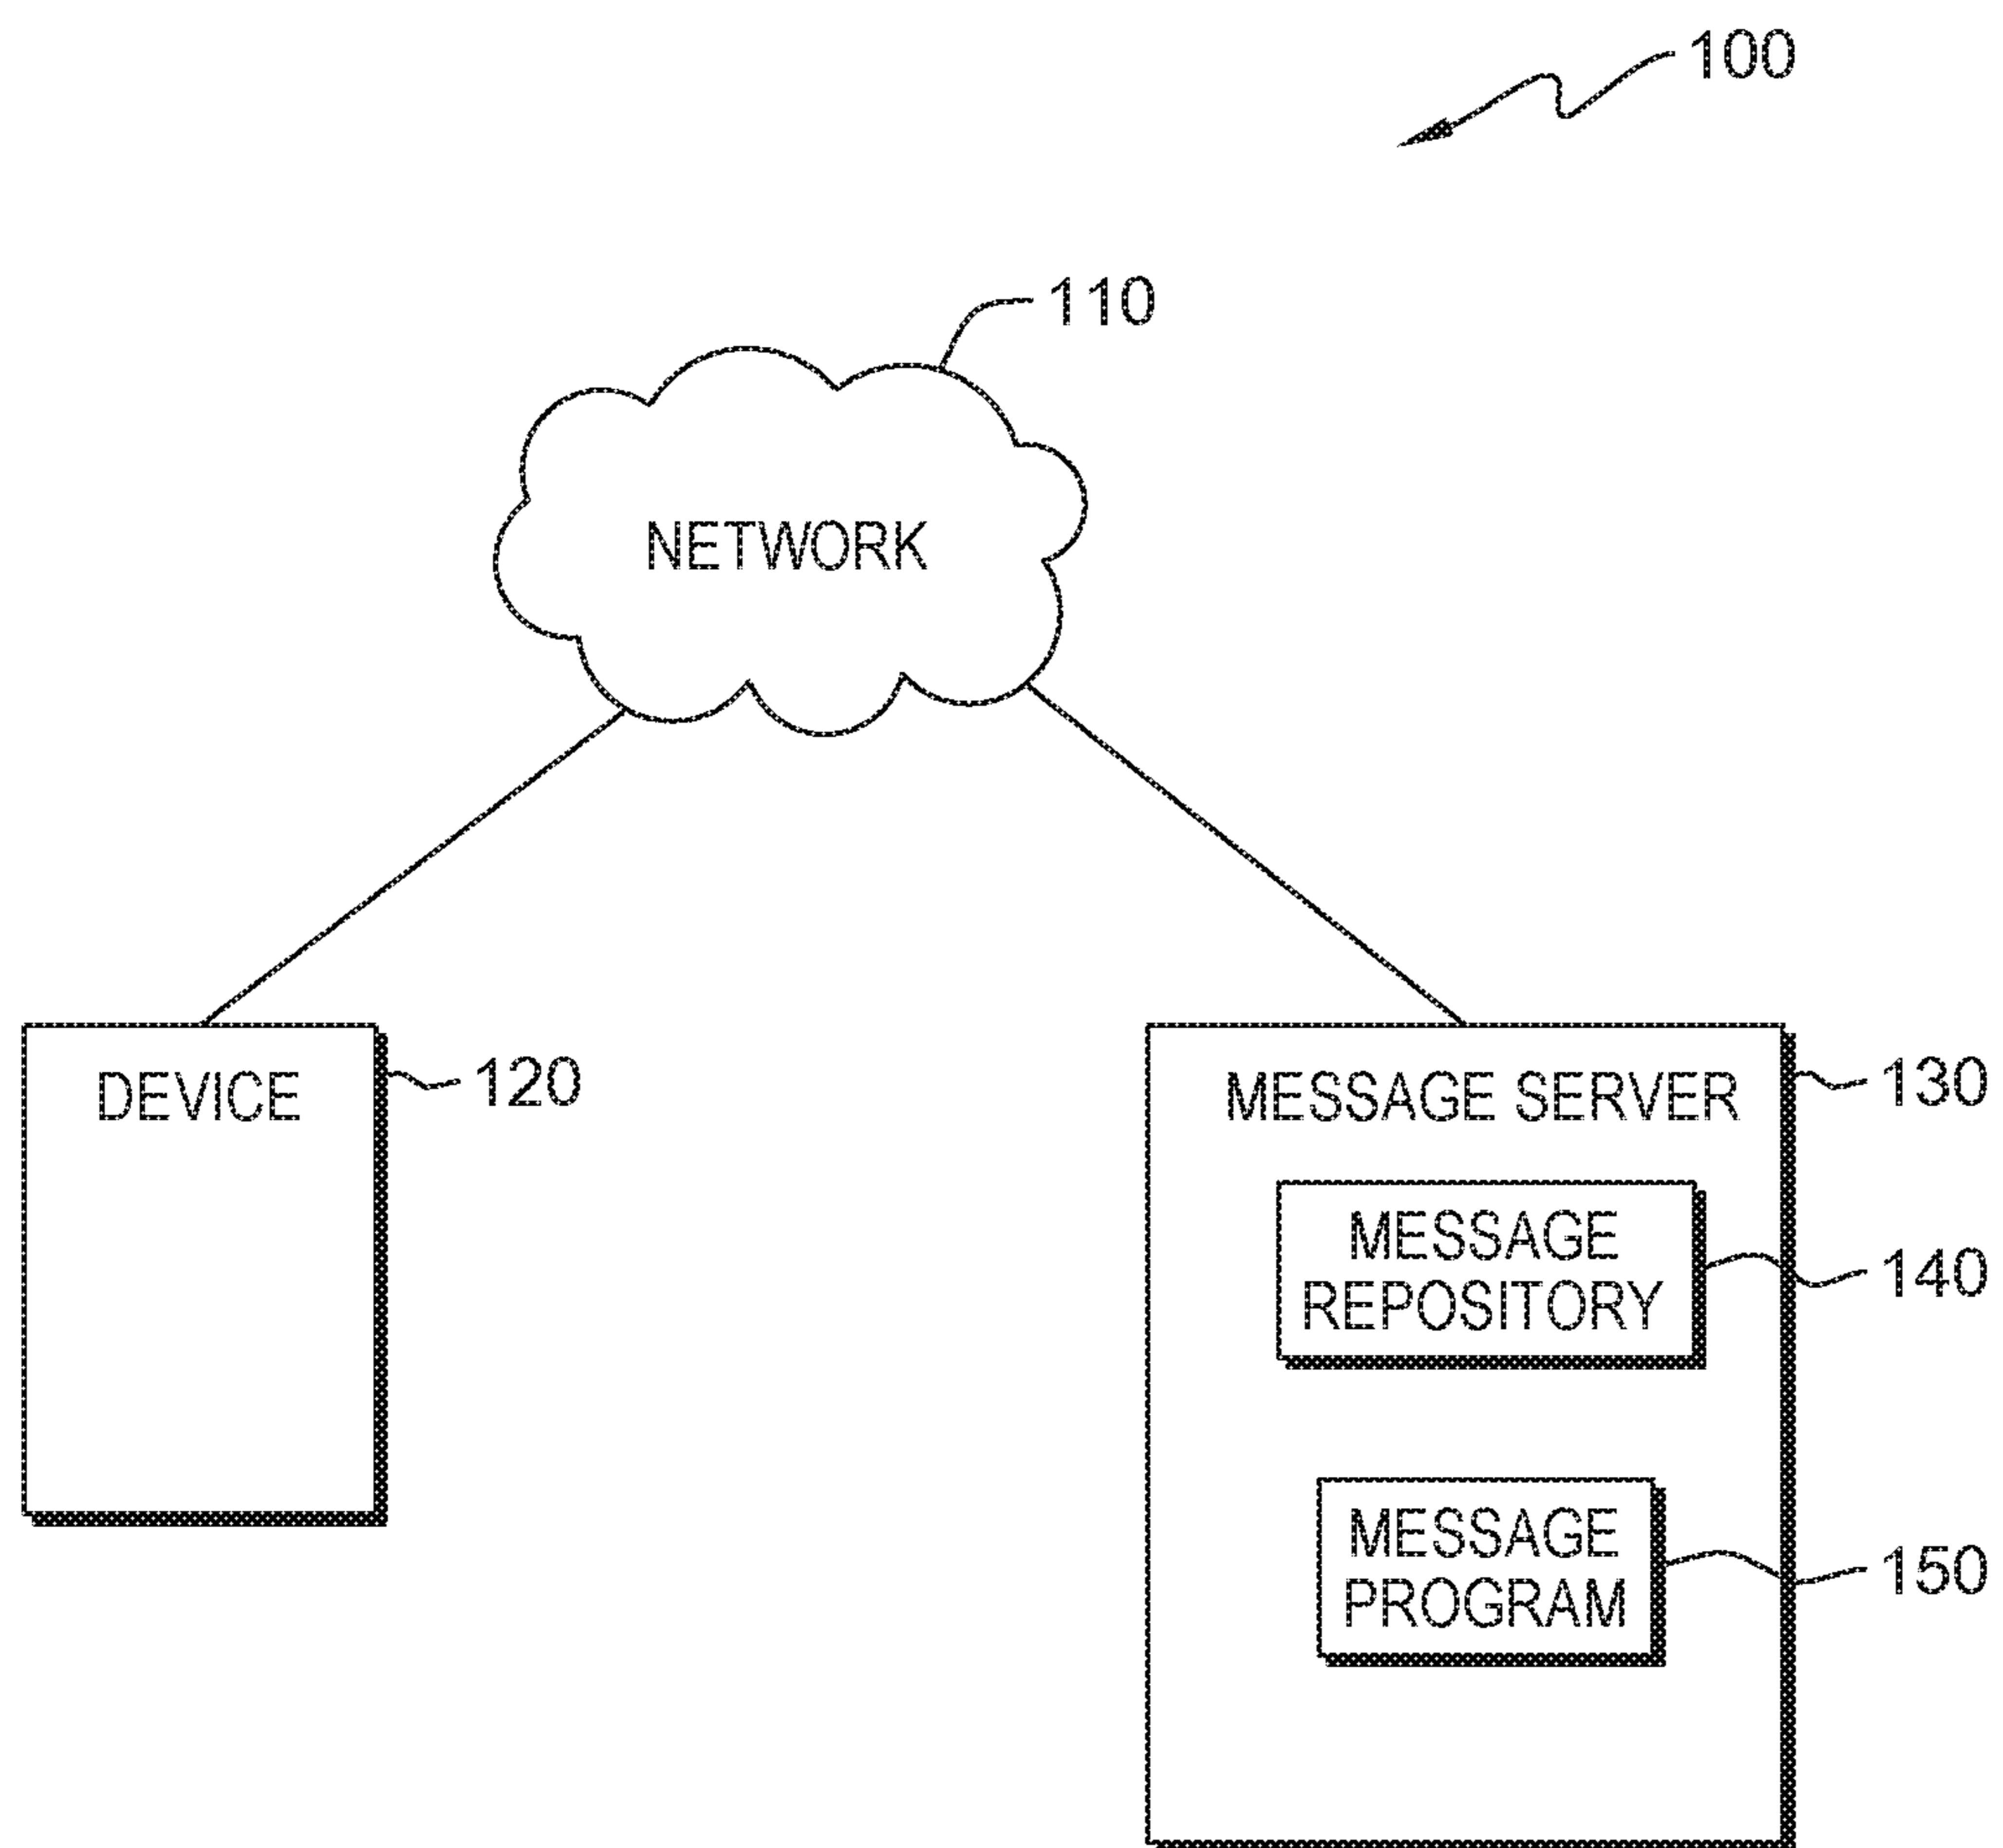 100
110
NETWORK
DEVICE
120
MESSAGE SERVER
130
MESSAGE
REPOSITORY
140
MESSAGE
PROGRAM
150